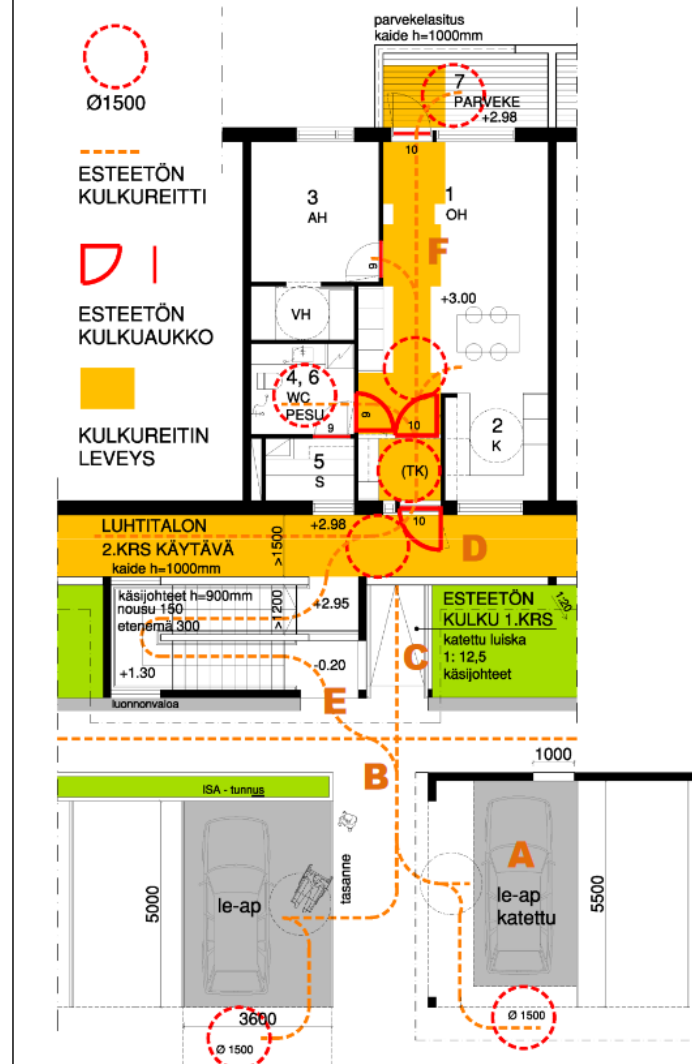 parvekelasitus
kaide h=1000mm
Ø1500
7
PARVEKE
+2.98
10
ESTEETÖN
KULKUREITTI
3
AH
1
OH
F
9
ESTEETÖN
KULKUAUKKO
VH
+3.00
4, 6
WC
PESU
9
9
10
KULKUREITIN
LEVEYS
2
K
5
S
(TK)
LUHTITALON
2.KRS KÄYTÄVÄ
kaide h=1000mm
+2.98
>1500
10
D
käsijohteet h=900mm
nousu 150
etenemä 300
>1200
+2.95
ESTEETÖN
KULKU 1.KRS
katettu luiska
1: 12,5
käsijohteet
1:20
C
+1.30
-0.20
luonnonvaloa
E
B
1000
ISA - tunnus
A
5000
le-ap
tasanne
le-ap
katettu
5500
3600
Ø 1500
Ø 1500